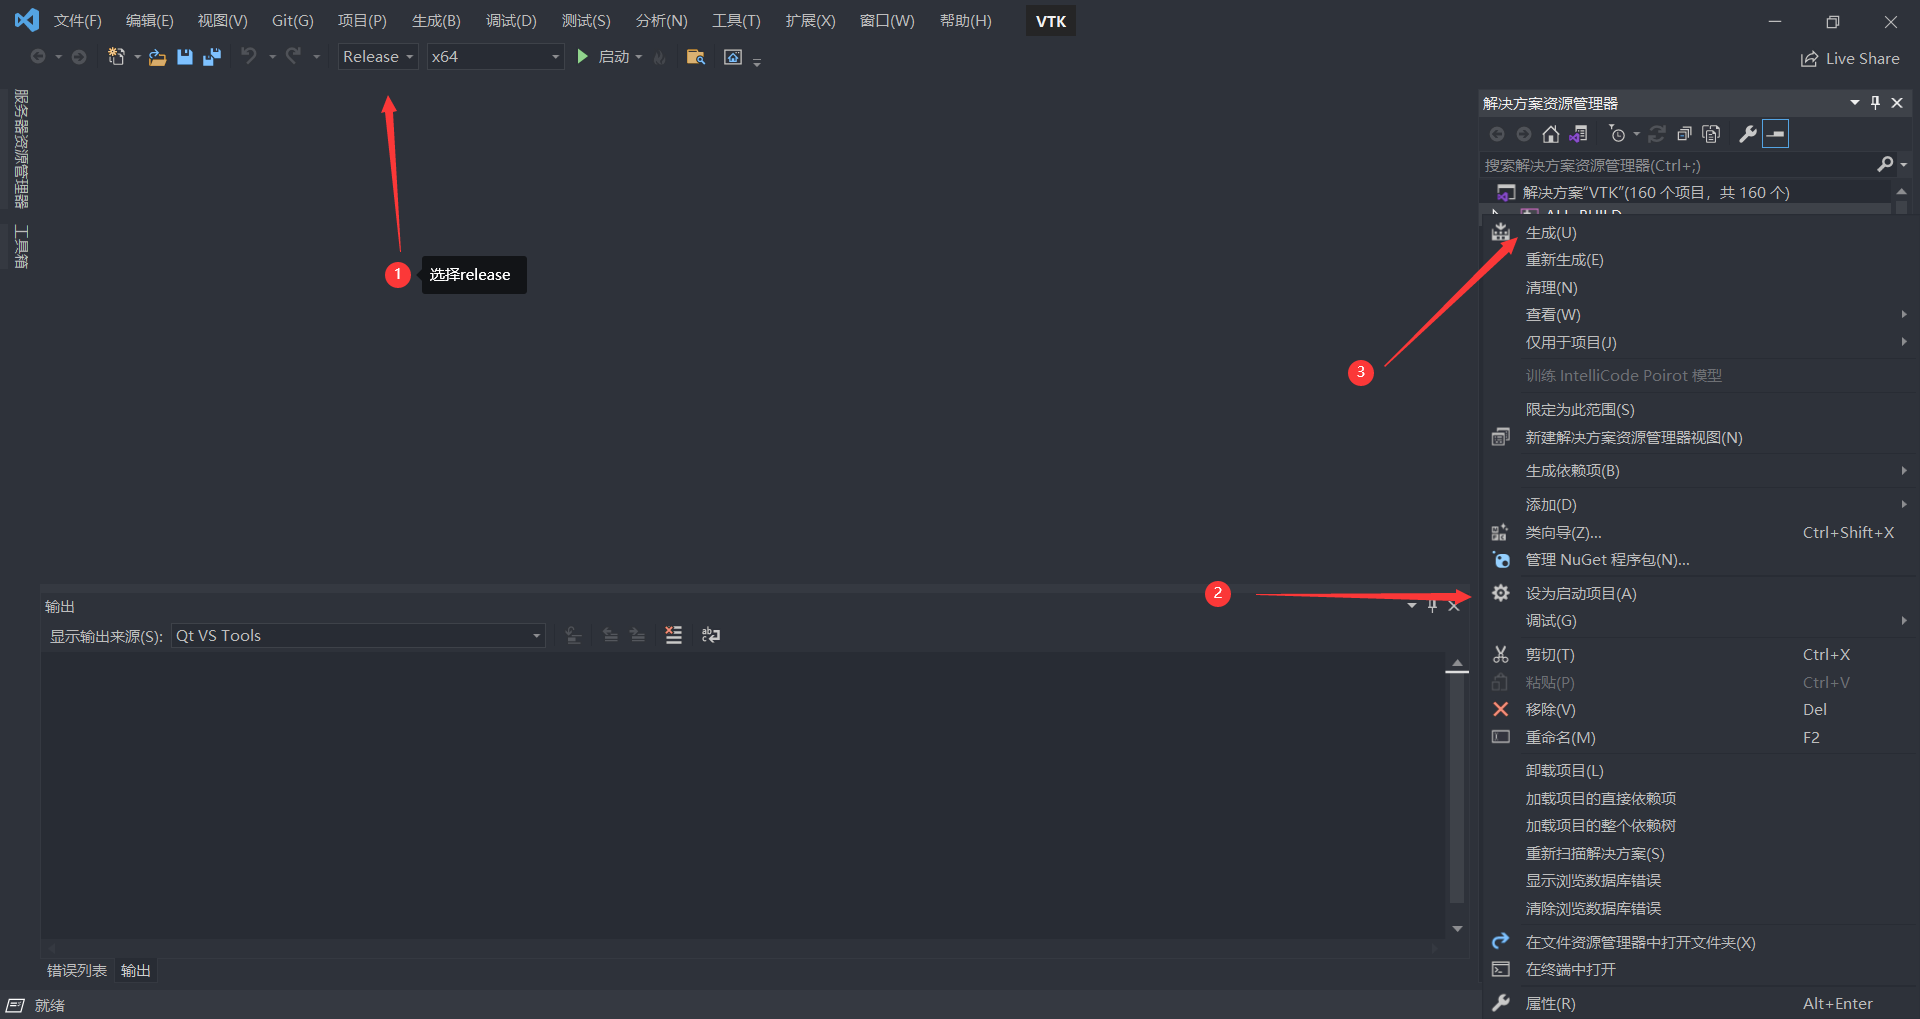 文件(F) 编辑(E) 视图(V) Git(G) 项目(P) 生成(B) 调试(D) 测试(S) 分析(N) 工具(T) 扩展(X) 窗口(W) 帮助(H) VTK
Release x64 启动 Live Share
服务器资源管理器
工具箱
1 选择release
3
2
解决方案资源管理器
搜索解决方案资源管理器(Ctrl+;)
解决方案"VTK"(160 个项目，共 160 个)
ALL_BUILD
生成(U)
重新生成(E)
清理(N)
查看(W)
仅用于项目(J)
训练 IntelliCode Poirot 模型
限定为此范围(S)
新建解决方案资源管理器视图(N)
生成依赖项(B)
添加(D)
类向导(Z)... Ctrl+Shift+X
管理 NuGet 程序包(N)...
设为启动项目(A)
调试(G)
剪切(T) Ctrl+X
粘贴(P) Ctrl+V
移除(V) Del
重命名(M) F2
卸载项目(L)
加载项目的直接依赖项
加载项目的整个依赖树
重新扫描解决方案(S)
显示浏览数据库错误
清除浏览数据库错误
在文件资源管理器中打开文件夹(X)
在终端中打开
属性(R) Alt+Enter
输出
显示输出来源(S): Qt VS Tools
错误列表 输出
就绪